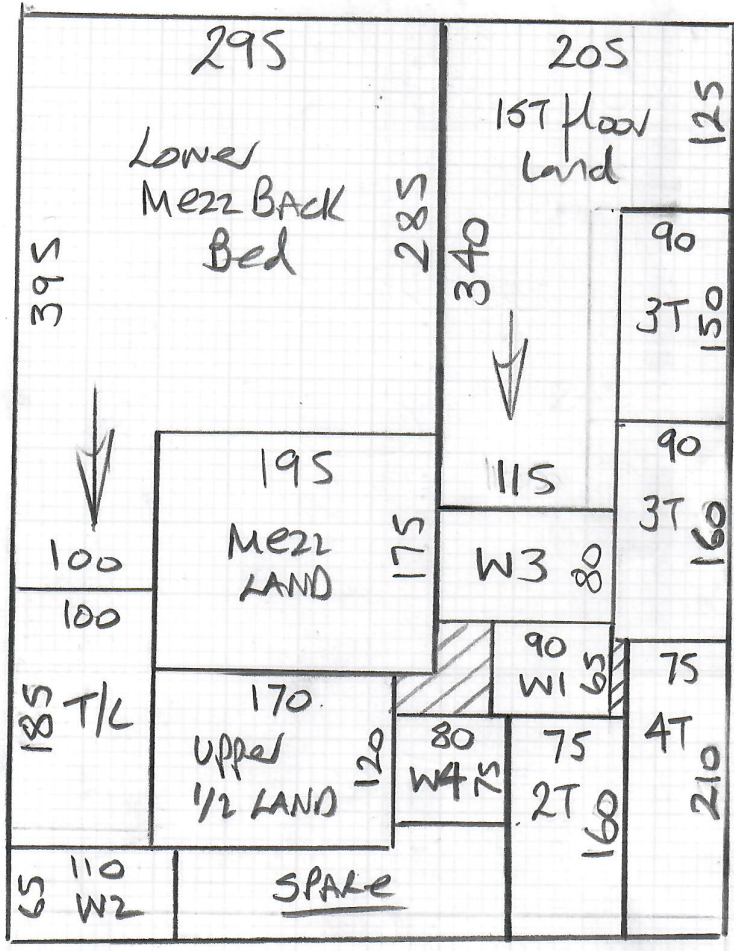 295
Lower
Mezz BACK
Bed
395
285
100
205
1ST floor
Land
125
340
115
90
3T
150
90
3T
160
195
Mezz
LAND
175
W3
80
100
T/L
185
170
Upper
1/2 LAND
120
90
W1
65
75
4T
210
80
W4
75
75
2T
160
110
W2
65
SPARE